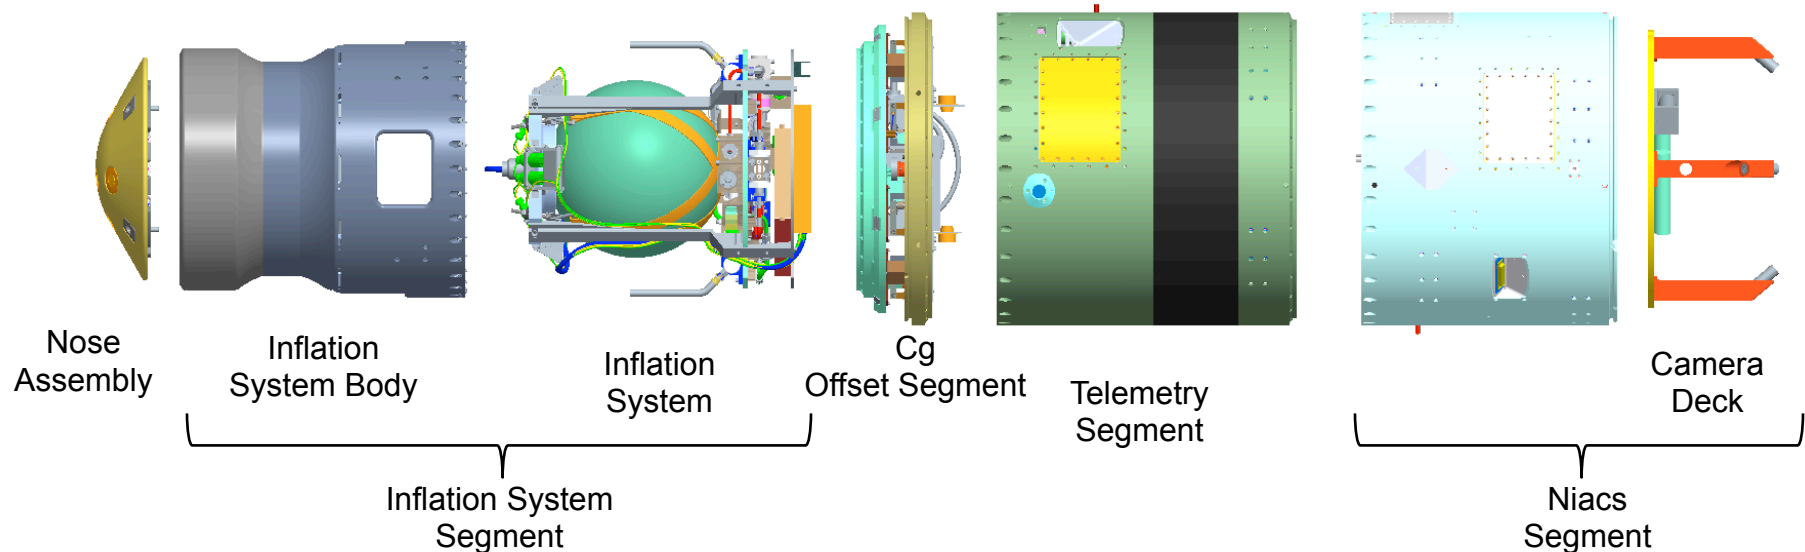 Nose
Assembly
Inflation
System Body
Inflation
System
Cg
Offset Segment
Telemetry
Segment
Camera
Deck
Inflation System
Segment
Niacs
Segment